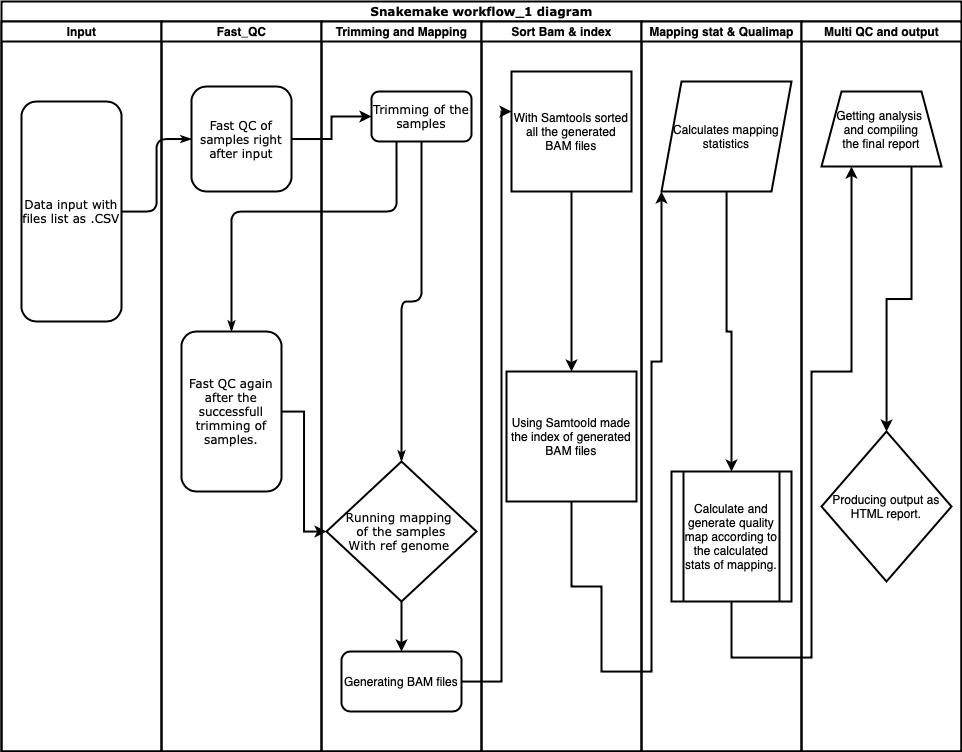 Snakemake workflow_1 diagram
Input
Fast_QC
Trimming and Mapping
Sort Bam & index
Mapping stat & Qualimap
Multi QC and output
Data input with
files list as .CSV
Fast QC of
samples right
after input
Fast QC again
after the
successfull
trimming of
samples.
Trimming of the
samples
Running mapping
of the samples
With ref genome
Generating BAM files
With Samtools sorted
all the generated
BAM files
Using Samtoold made
the index of generated
BAM files
Calculates mapping
statistics
Calculate and
generate quality
map according to
the calculated
stats of mapping.
Getting analysis
and compiling
the final report
Producing output as
HTML report.